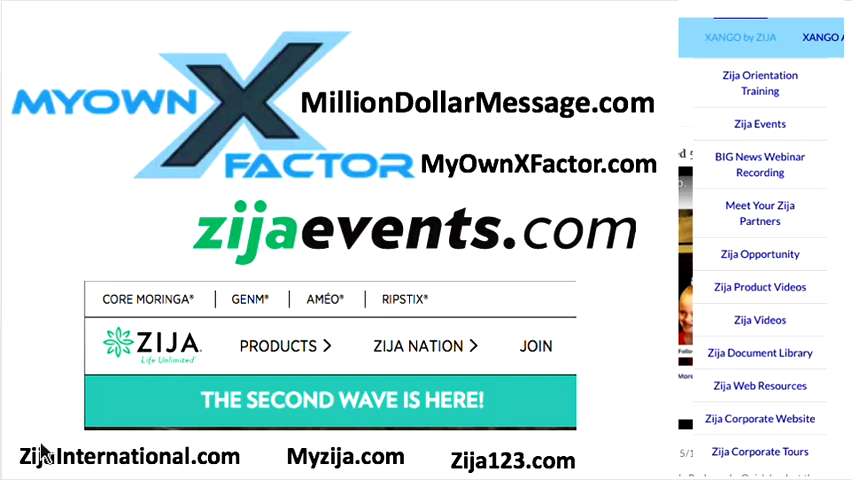 MYOWN X FACTOR
MillionDollarMessage.com
MyOwnXFactor.com
zijaevents.com
CORE MORINGA® | GENM® | AMÉO® | RIPSTIX®
ZIJA
Life Unlimited
PRODUCTS > ZIJA NATION > JOIN
THE SECOND WAVE IS HERE!
ZijaInternational.com Myzija.com Zija123.com
XANGO by ZIJA XANGO
Zija Orientation
Training
Zija Events
BIG News Webinar
Recording
Meet Your Zija
Partners
Zija Opportunity
Zija Product Videos
Zija Videos
Zija Document Library
Zija Web Resources
Zija Corporate Website
Zija Corporate Tours